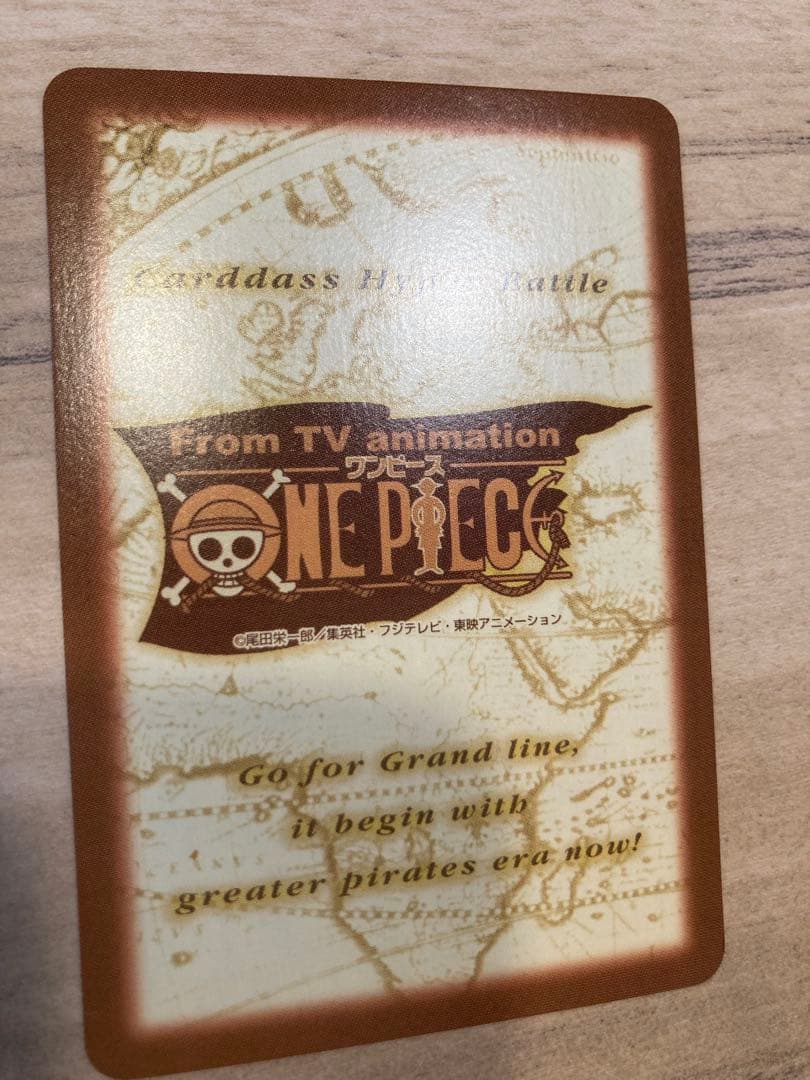 Carddass Hyper Battle
From TV animation
ワンピース
ONE PIECE
©尾田栄一郎/集英社・フジテレビ・東映アニメーション
Go for Grand line,
it begin with
greater pirates era now!